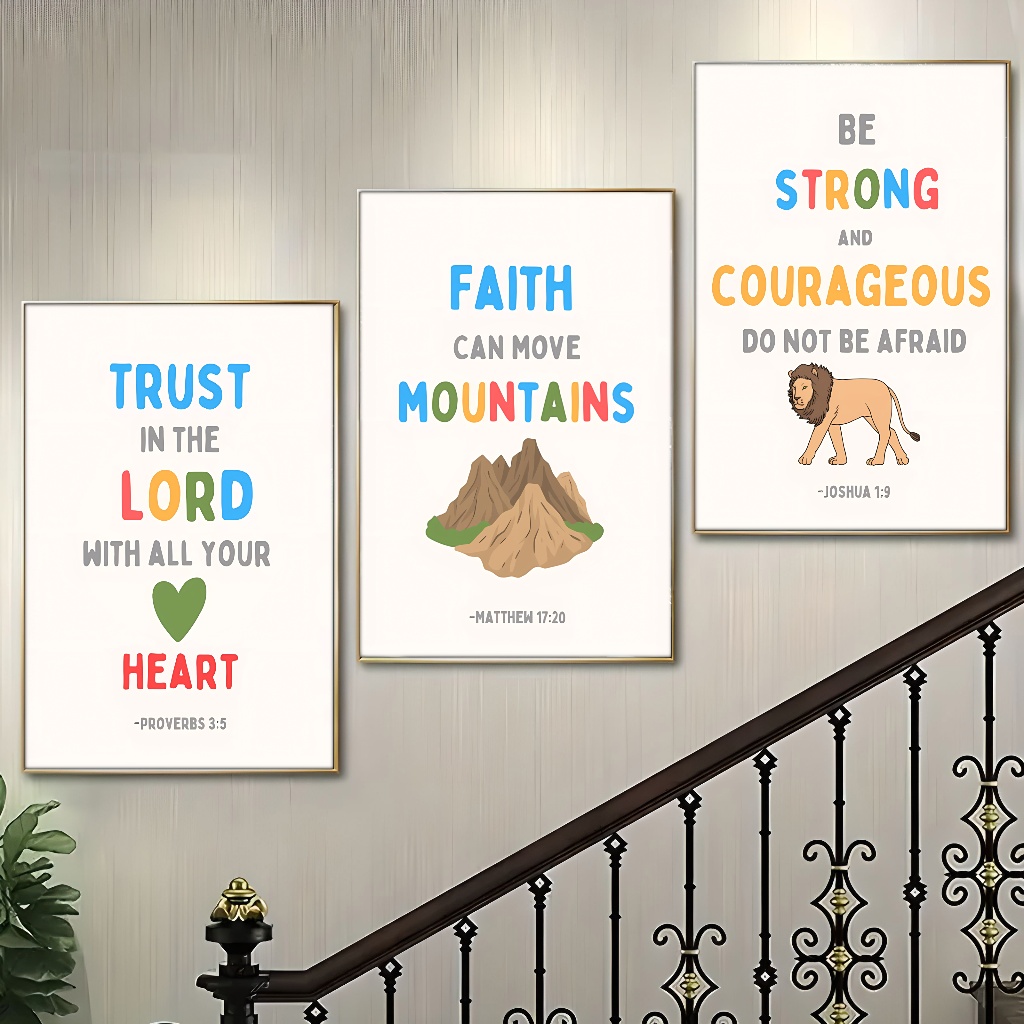 TRUST
IN THE
LORD
WITH ALL YOUR
HEART
-PROVERBS 3:5
FAITH
CAN MOVE
MOUNTAINS
-MATTHEW 17:20
BE
STRONG
AND
COURAGEOUS
DO NOT BE AFRAID
-JOSHUA 1:9